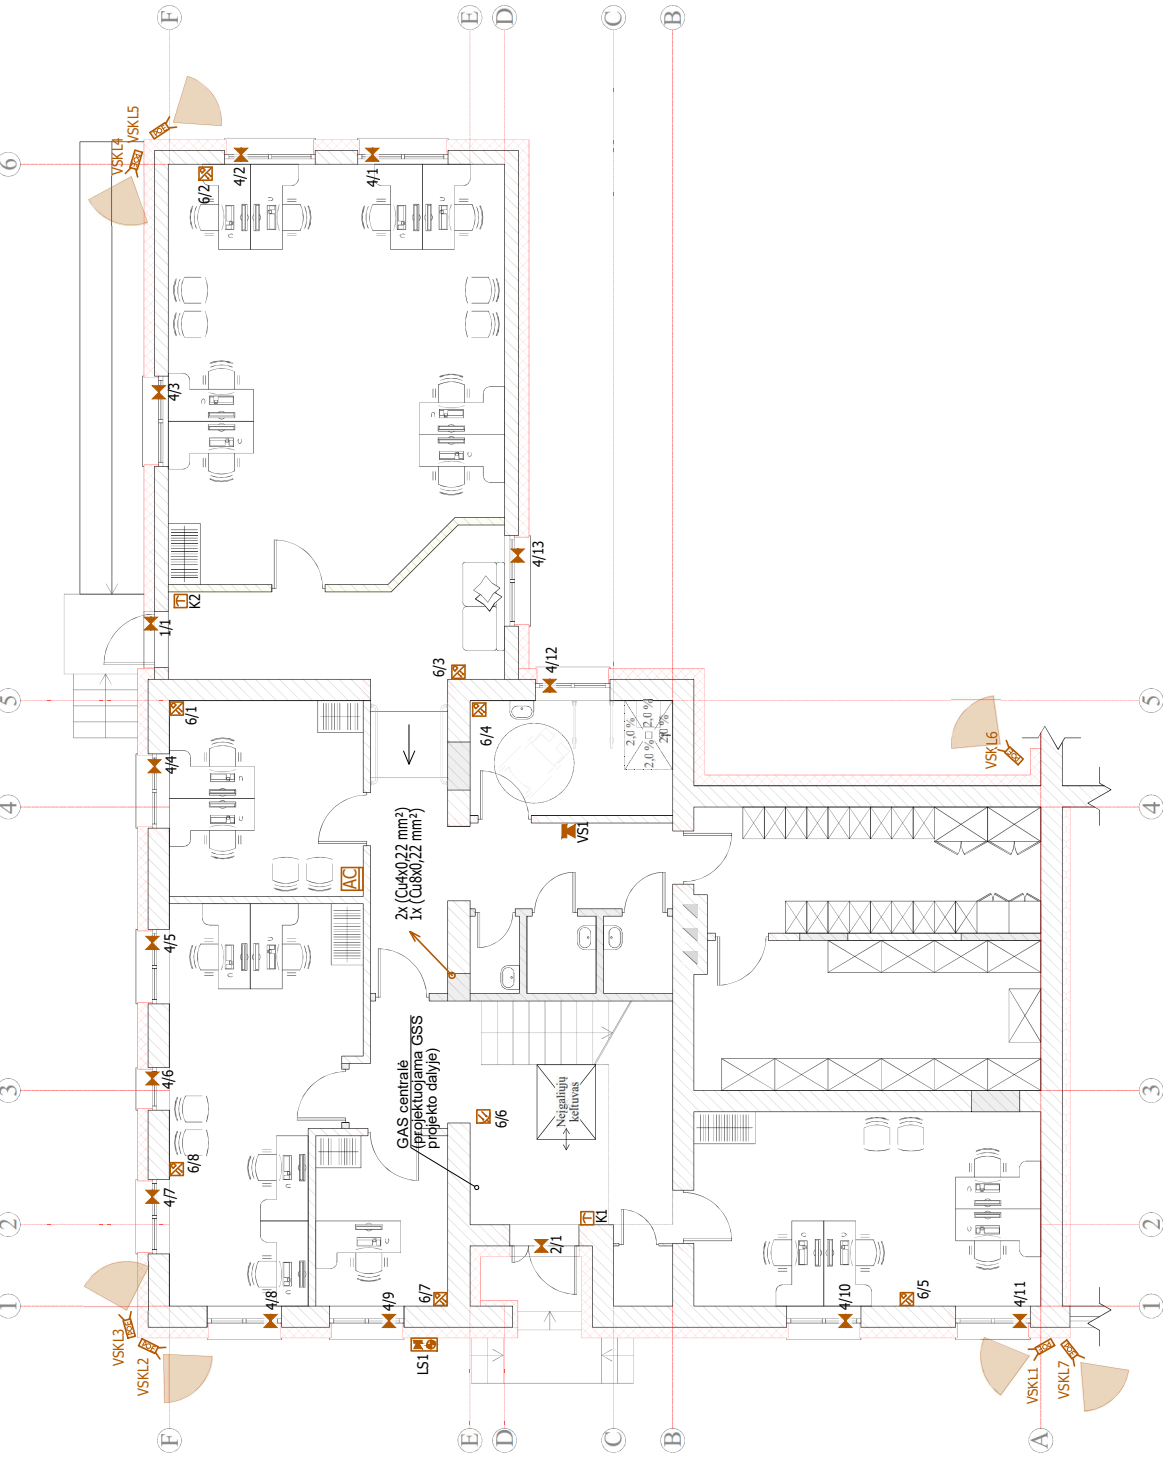 F
E
D
C
B
VSKL5
VSKL4
6
6/2
4/2
4/1
4/3
4/13
K2
1/1
6/3
4/12
5
6/1
6/4
2,0 %
2,0 %
2,0 %
2,0 %
5
VSKL6
4/4
4
4
VS1
AC
2x (Cu4x0,22 mm²)
1x (Cu8x0,22 mm²)
4/5
GAS centralė
(projektuojama GSS
projekto dalyje)
4/6
3
3
Neįgaliųjų
keltuvas
6/6
6/8
4/7
2
2
K1
2/1
6/7
4/8
4/9
4/10
6/5
4/11
1
1
VSKL3
VSKL2
LS1
VSKL1
VSKL7
F
E
D
C
B
A